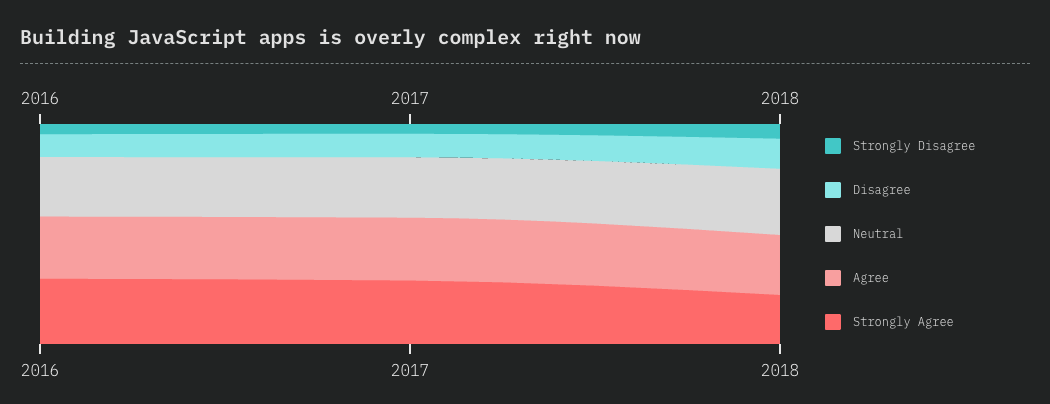 Building JavaScript apps is overly complex right now
2016 2017 2018
Strongly Disagree
Disagree
Neutral
Agree
Strongly Agree
2016 2017 2018